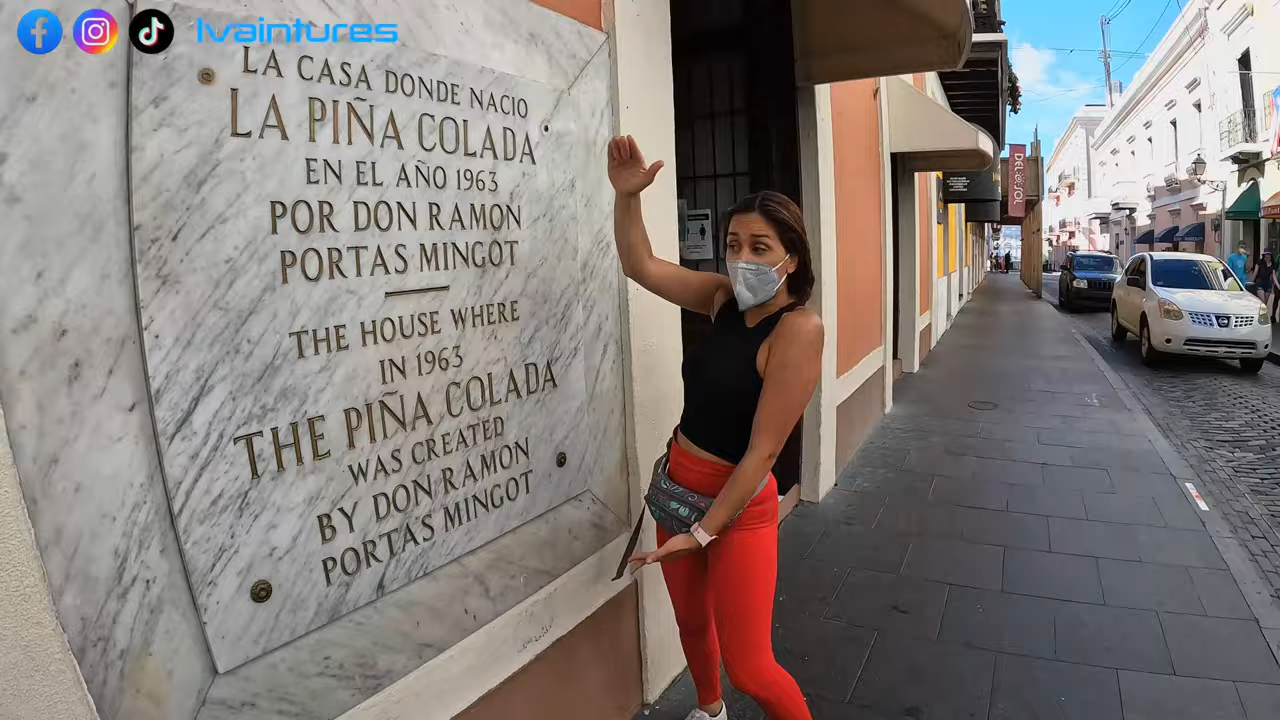 Ivaintures
LA CASA DONDE NACIO
LA PIÑA COLADA
EN EL AÑO 1963
POR DON RAMON
PORTAS MINGOT
THE HOUSE WHERE
IN 1963
THE PIÑA COLADA
WAS CREATED
BY DON RAMON
PORTAS MINGOT
DEL SOL